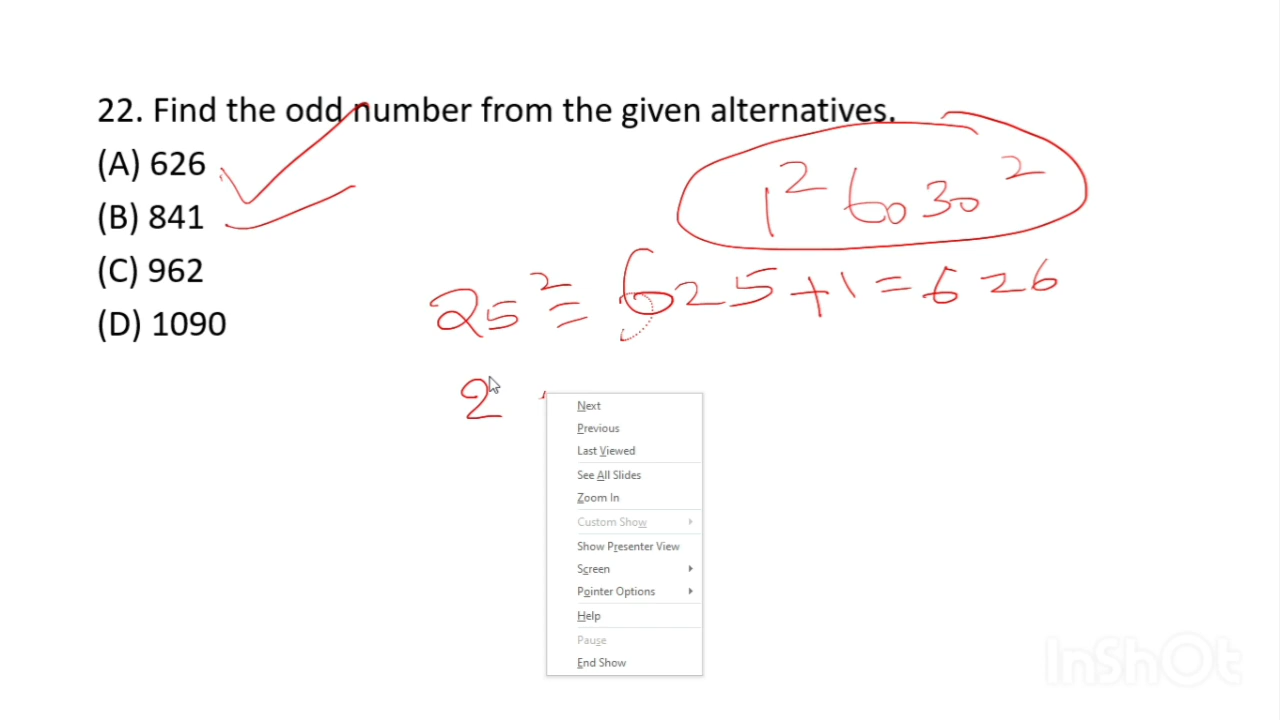 22. Find the odd number from the given alternatives.
(A) 626
1² to 30²
(B) 841
(C) 962
25² = 625 + 1 = 626
(D) 1090
2
Next
Previous
Last Viewed
See All Slides
Zoom In
Custom Show
Show Presenter View
Screen
Pointer Options
Help
Pause
End Show
InShOt